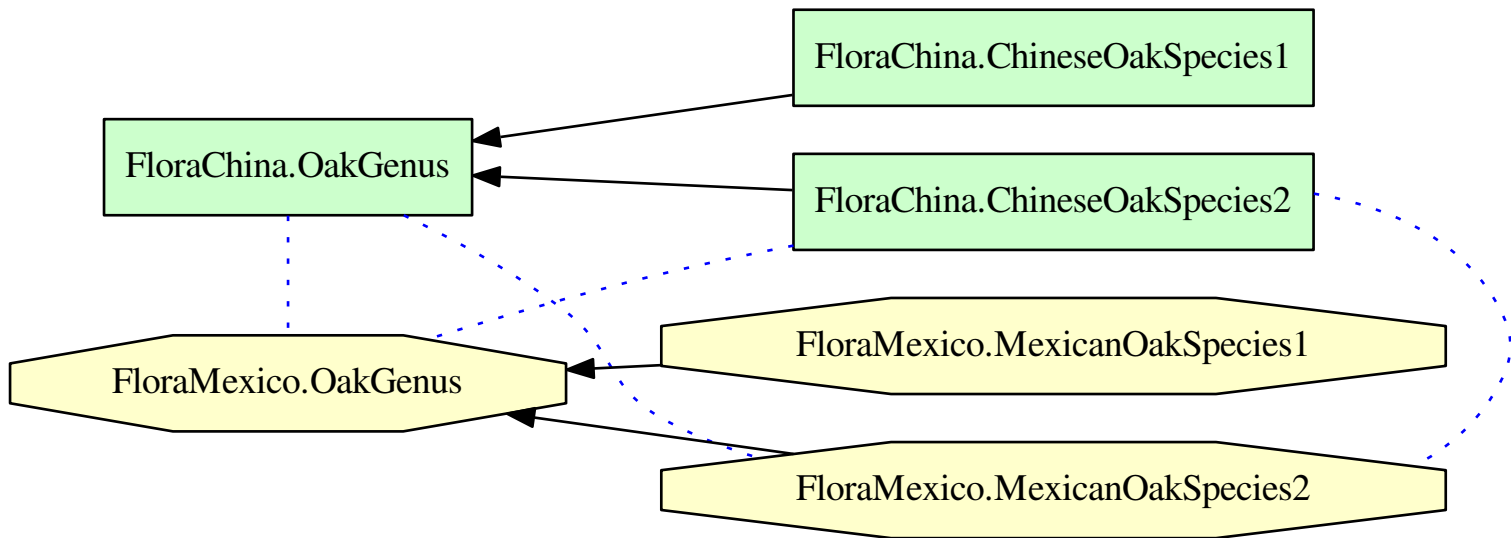 FloraChina.ChineseOakSpecies1
FloraChina.OakGenus
FloraChina.ChineseOakSpecies2
FloraMexico.MexicanOakSpecies1
FloraMexico.OakGenus
FloraMexico.MexicanOakSpecies2